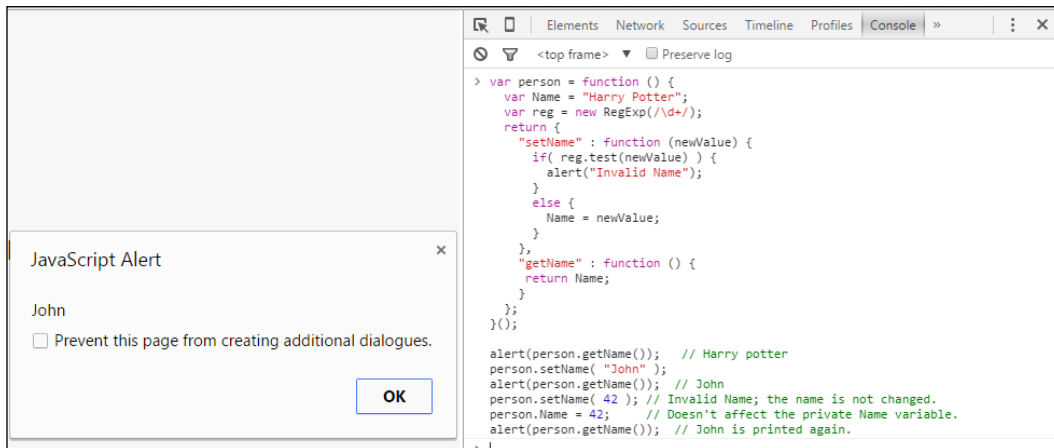 Elements Network Sources Timeline Profiles Console »
<top frame> ▼ Preserve log
> var person = function () {
var Name = "Harry Potter";
var reg = new RegExp(/\d+/);
return {
"setName" : function (newValue) {
if( reg.test(newValue) ) {
alert("Invalid Name");
}
else {
Name = newValue;
}
},
"getName" : function () {
return Name;
}
};
}();
alert(person.getName()); // Harry potter
person.setName( "John" );
alert(person.getName()); // John
person.setName( 42 ); // Invalid Name; the name is not changed.
person.Name = 42; // Doesn't affect the private Name variable.
alert(person.getName()); // John is printed again.
JavaScript Alert
John
Prevent this page from creating additional dialogues.
OK